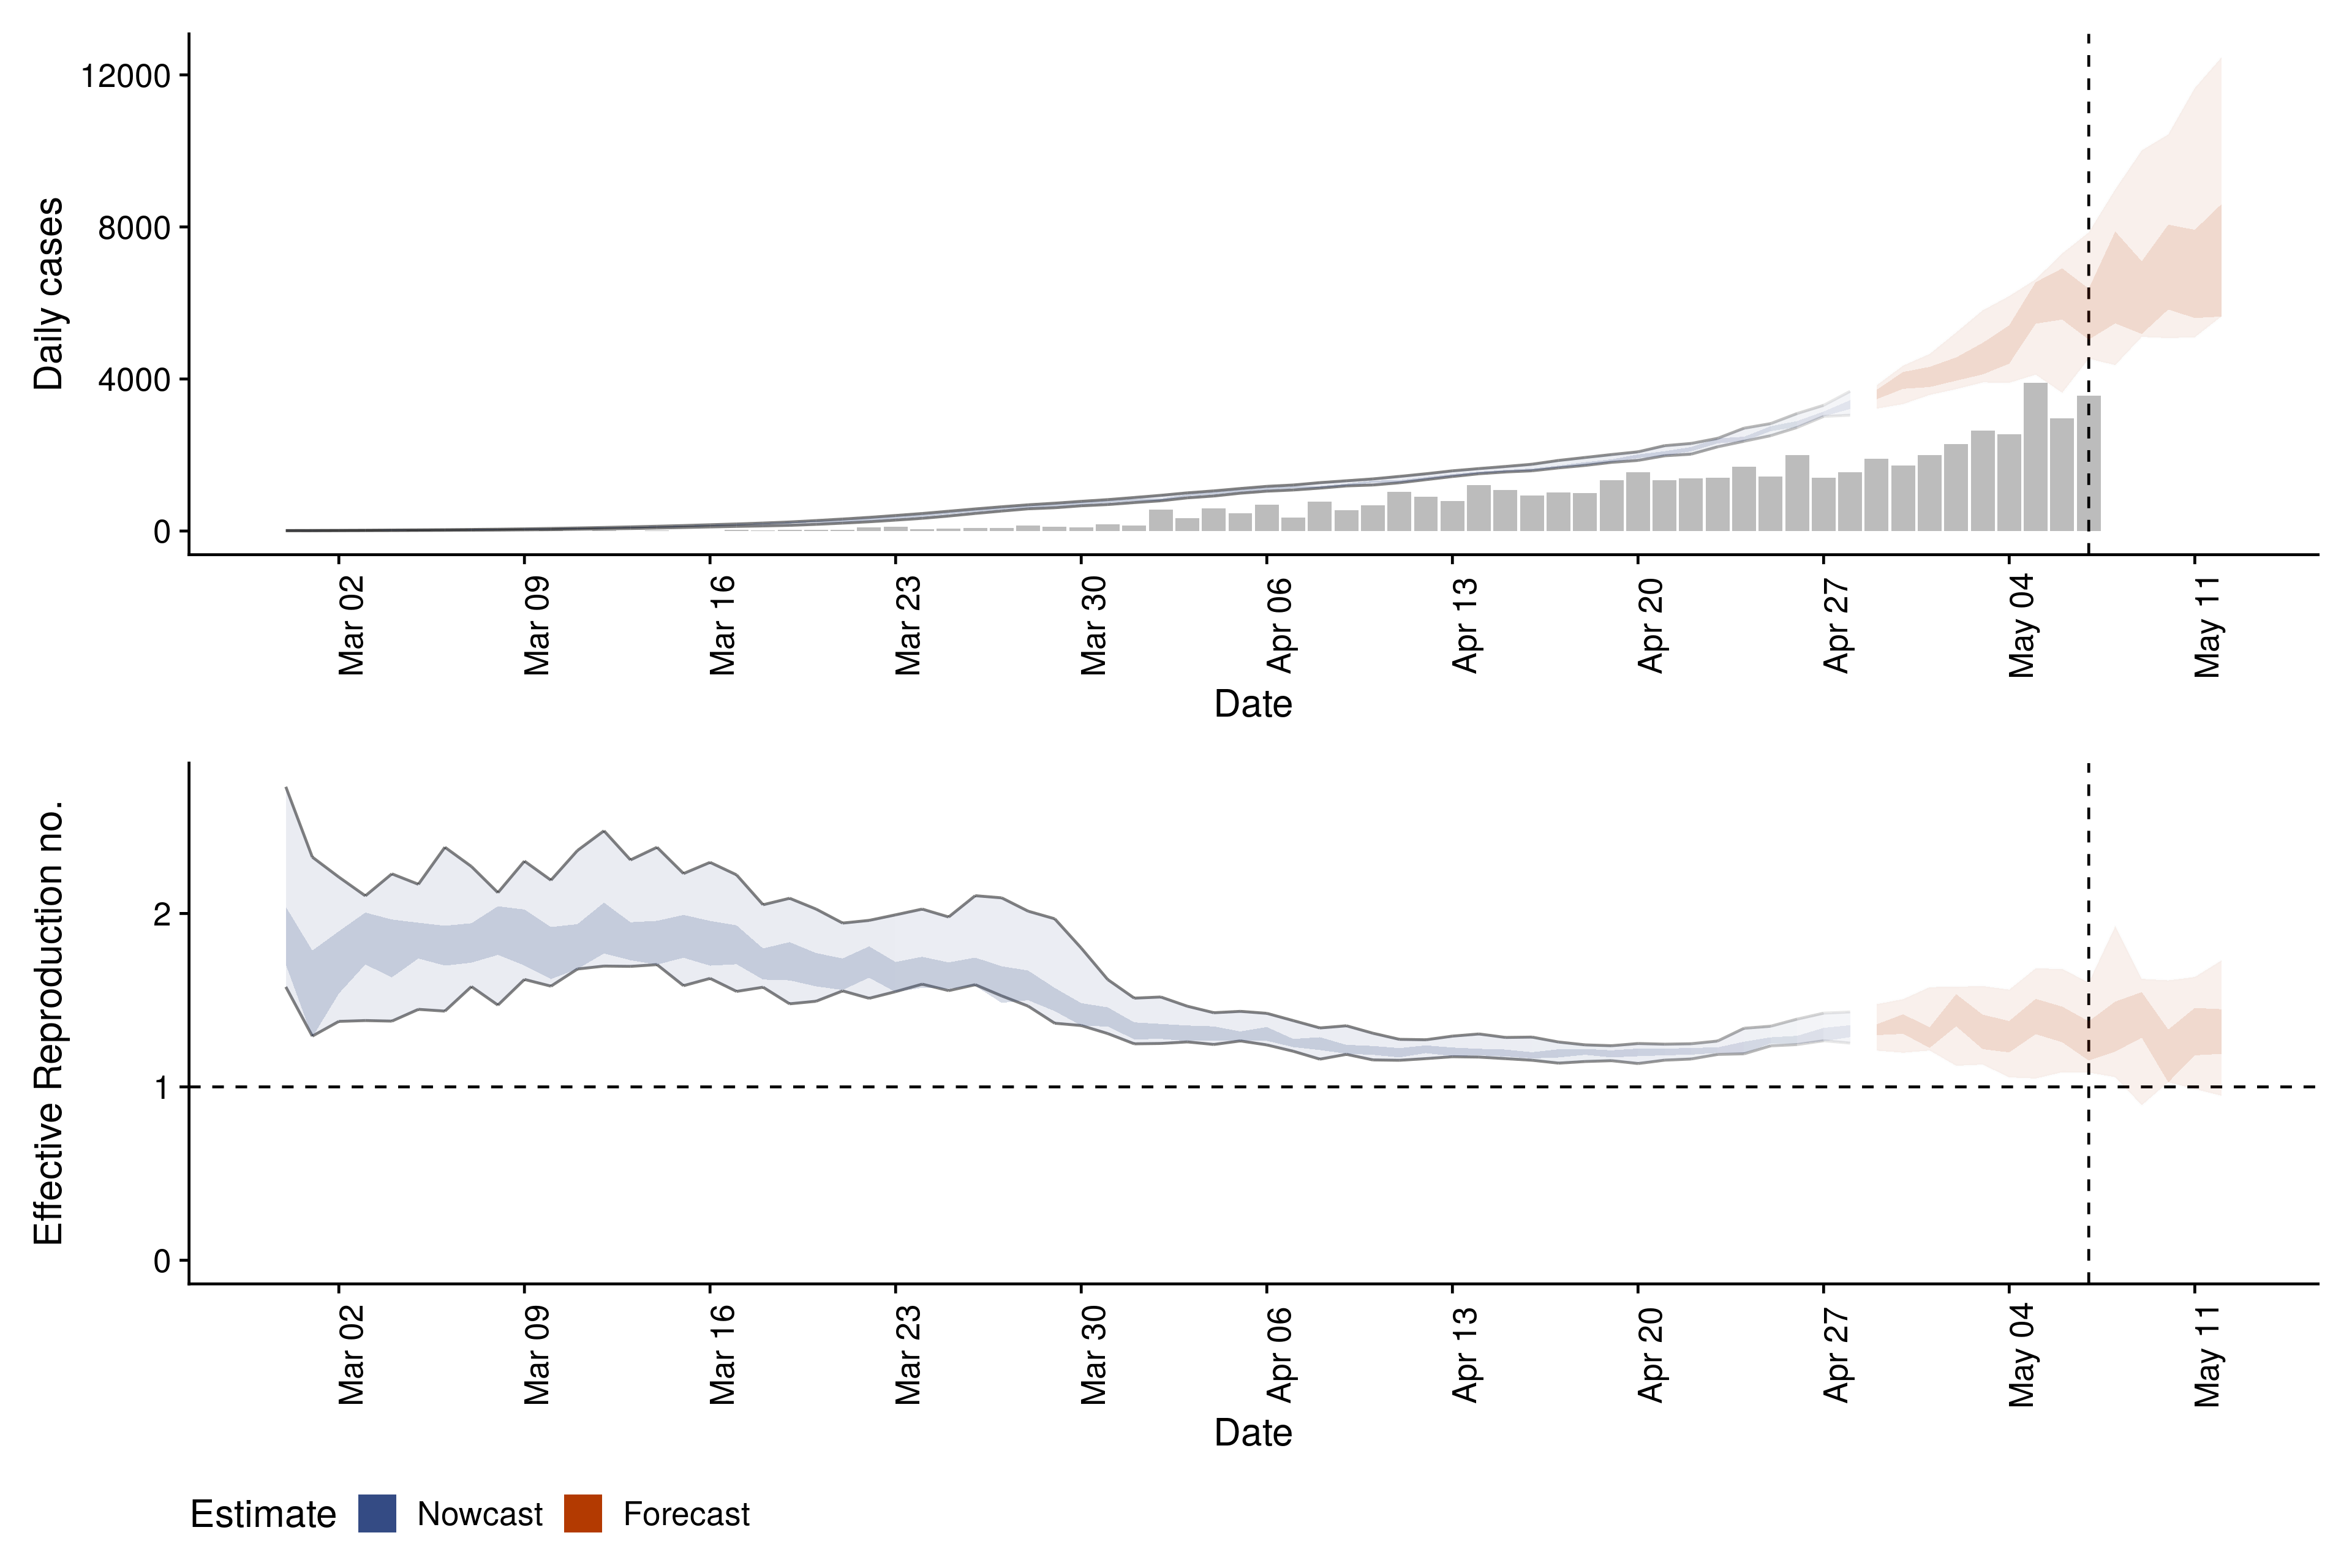 Daily cases
12000
8000
4000
0
Mar 02
Mar 09
Mar 16
Mar 23
Mar 30
Apr 06
Apr 13
Apr 20
Apr 27
May 04
May 11
Date
Effective Reproduction no.
2
1
0
Mar 02
Mar 09
Mar 16
Mar 23
Mar 30
Apr 06
Apr 13
Apr 20
Apr 27
May 04
May 11
Date
Estimate Nowcast Forecast